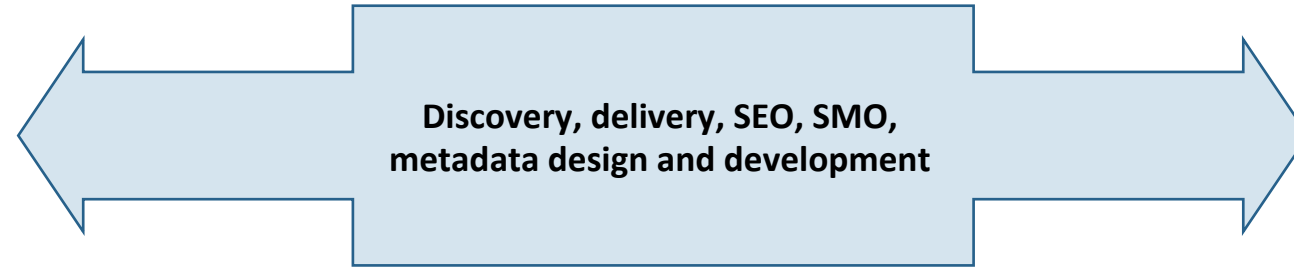 Discovery, delivery, SEO, SMO,
metadata design and development